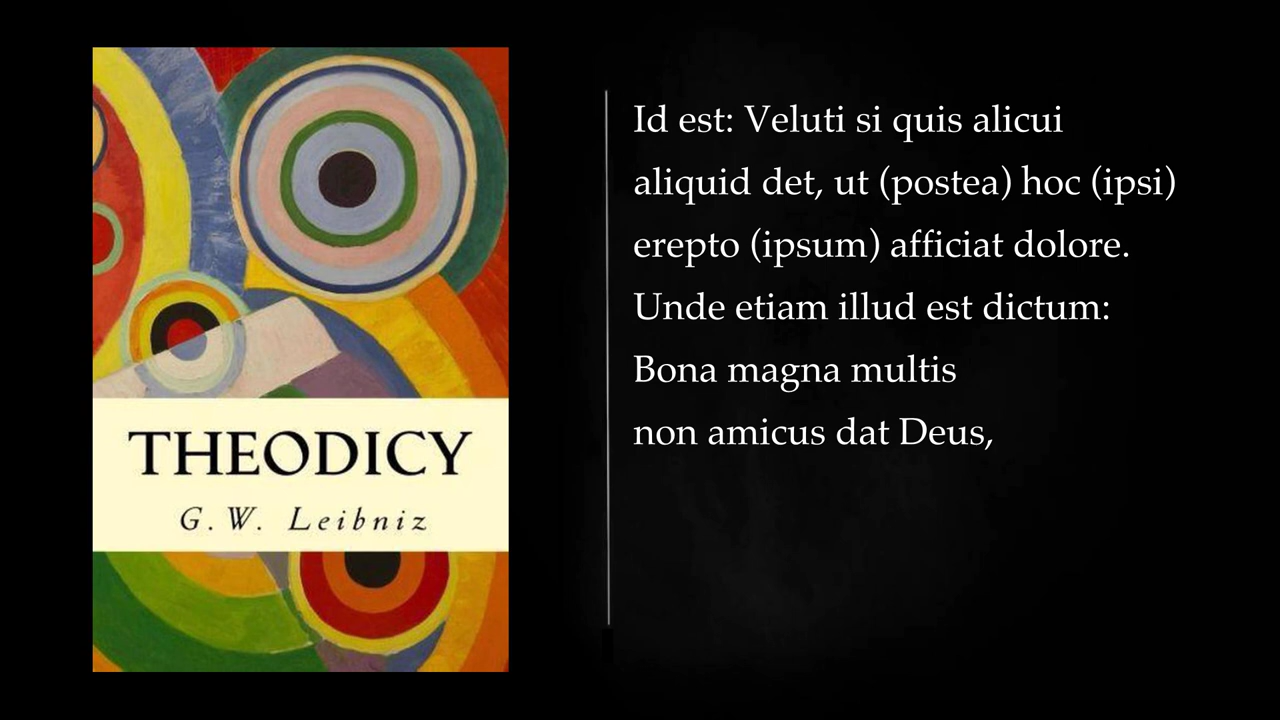 THEODICY
G. W. Leibniz
Id est: Veluti si quis alicui
aliquid det, ut (postea) hoc (ipsi)
erepto (ipsum) afficiat dolore.
Unde etiam illud est dictum:
Bona magna multis
non amicus dat Deus,